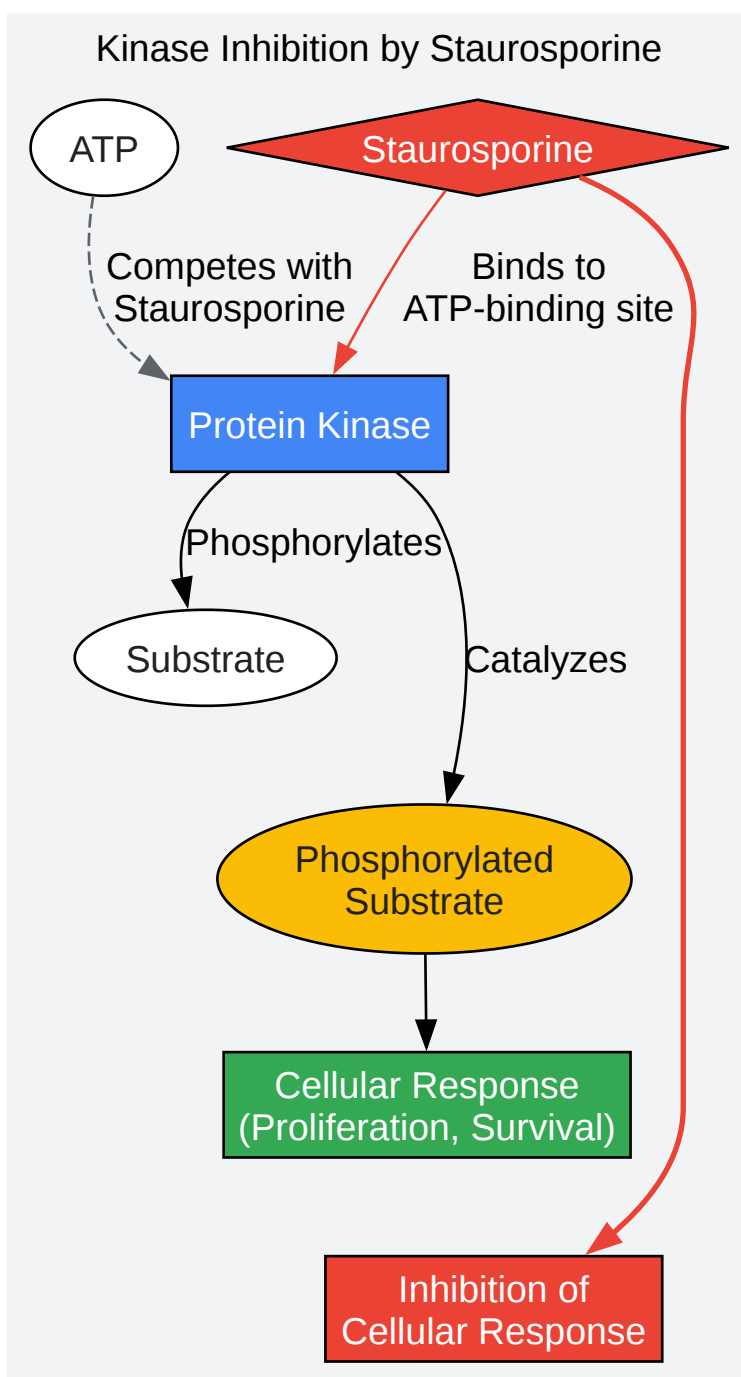 Kinase Inhibition by Staurosporine
ATP
Staurosporine
Competes with
Staurosporine
Binds to
ATP-binding site
Protein Kinase
Phosphorylates
Substrate
Catalyzes
Phosphorylated
Substrate
Cellular Response
(Proliferation, Survival)
Inhibition of
Cellular Response